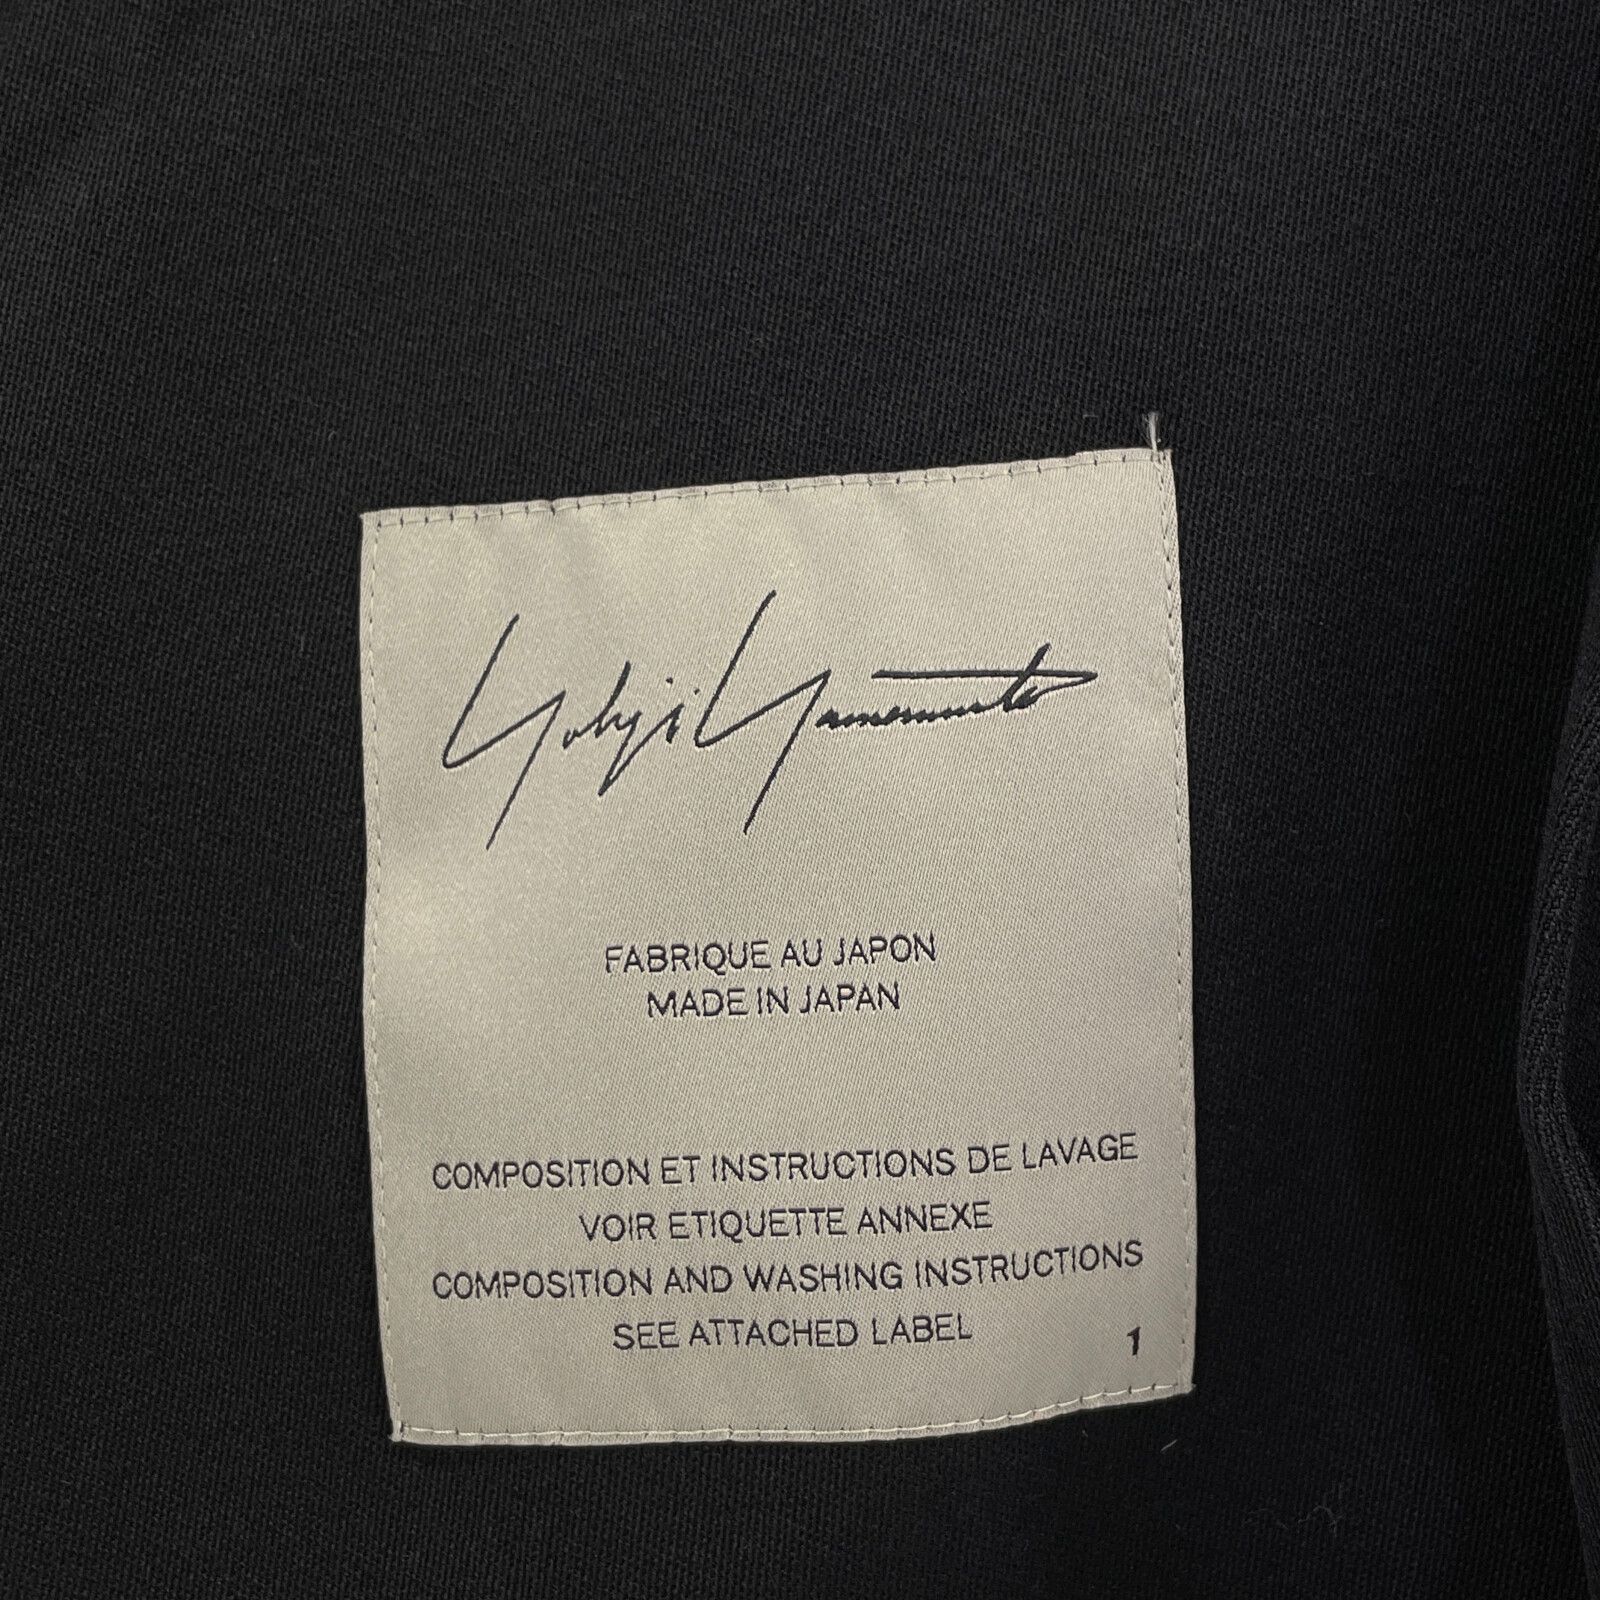 Yohji Yamamoto
FABRIQUE AU JAPON
MADE IN JAPAN
COMPOSITION ET INSTRUCTIONS DE LAVAGE
VOIR ETIQUETTE ANNEXE
COMPOSITION AND WASHING INSTRUCTIONS
SEE ATTACHED LABEL
1